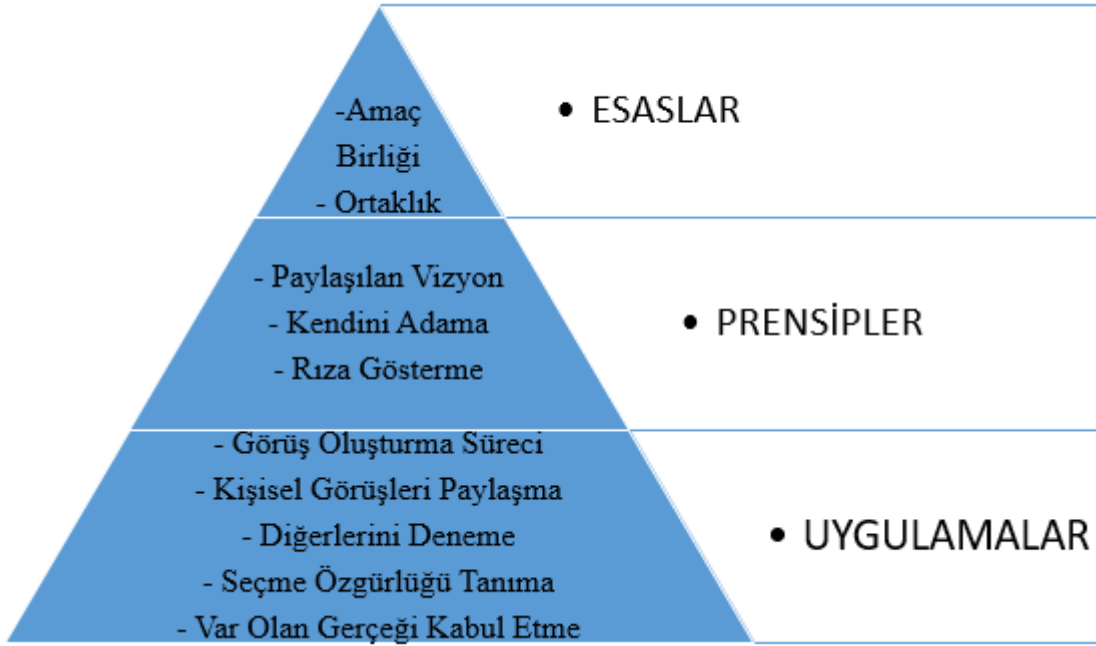 -Amaç
Birliği
- Ortaklık
• ESASLAR
- Paylaşılan Vizyon
- Kendini Adama
- Rıza Gösterme
• PRENSİPLER
- Görüş Oluşturma Süreci
- Kişisel Görüşleri Paylaşma
- Diğerlerini Deneme
- Seçme Özgürlüğü Tanıma
- Var Olan Gerçeği Kabul Etme
• UYGULAMALAR